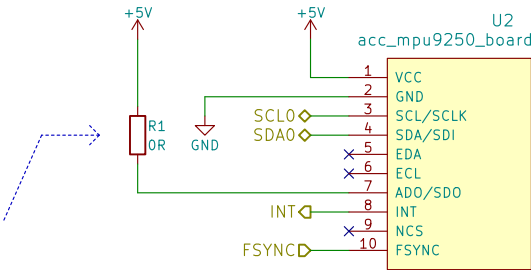 +5V
+5V
U2
acc_mpu9250_board
1 VCC
2 GND
SCL0 3 SCL/SCLK
SDA0 4 SDA/SDI
R1
0R
GND
5 EDA
6 ECL
7 ADO/SDO
INT 8 INT
9 NCS
FSYNC 10 FSYNC